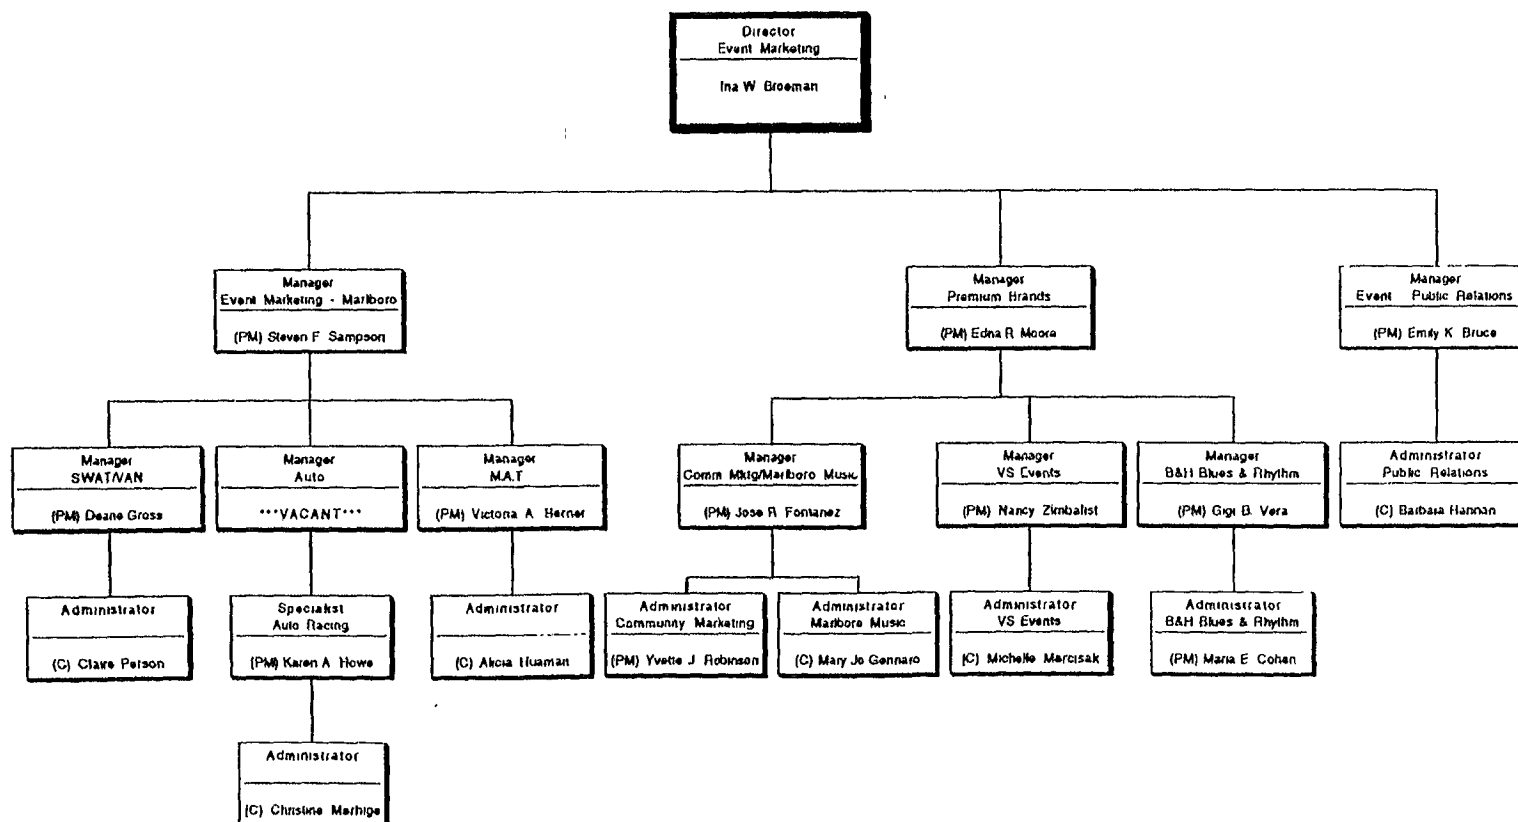 Director
Event Marketing
Ina W Broeman
Manager
Event Marketing - Marlboro
(PM) Steven F Sampson
Manager
Premium Brands
(PM) Edna R Moore
Manager
Event Public Relations
(PM) Emily K Bruce
Manager
SWAT/VAN
(PM) Deane Gross
Manager
Auto
***VACANT***
Manager
M.A.T
(PM) Victoria A Berner
Manager
Comm Mktg/Marlboro Music
(PM) Jose R Fontanez
Manager
VS Events
(PM) Nancy Zimbalist
Manager
B&H Blues & Rhythm
(PM) Gigi B. Vera
Administrator
Public Relations
(C) Barbara Hannan
Administrator
(C) Claire Person
Specialist
Auto Racing
(PM) Karen A Howe
Administrator
(C) Alicia Huaman
Administrator
Community Marketing
(PM) Yvette J Robinson
Administrator
Marlboro Music
(C) Mary Jo Gennaro
Administrator
VS Events
(C) Michelle Marcisak
Administrator
B&H Blues & Rhythm
(PM) Maria E Cohen
Administrator
(C) Christine Merhige